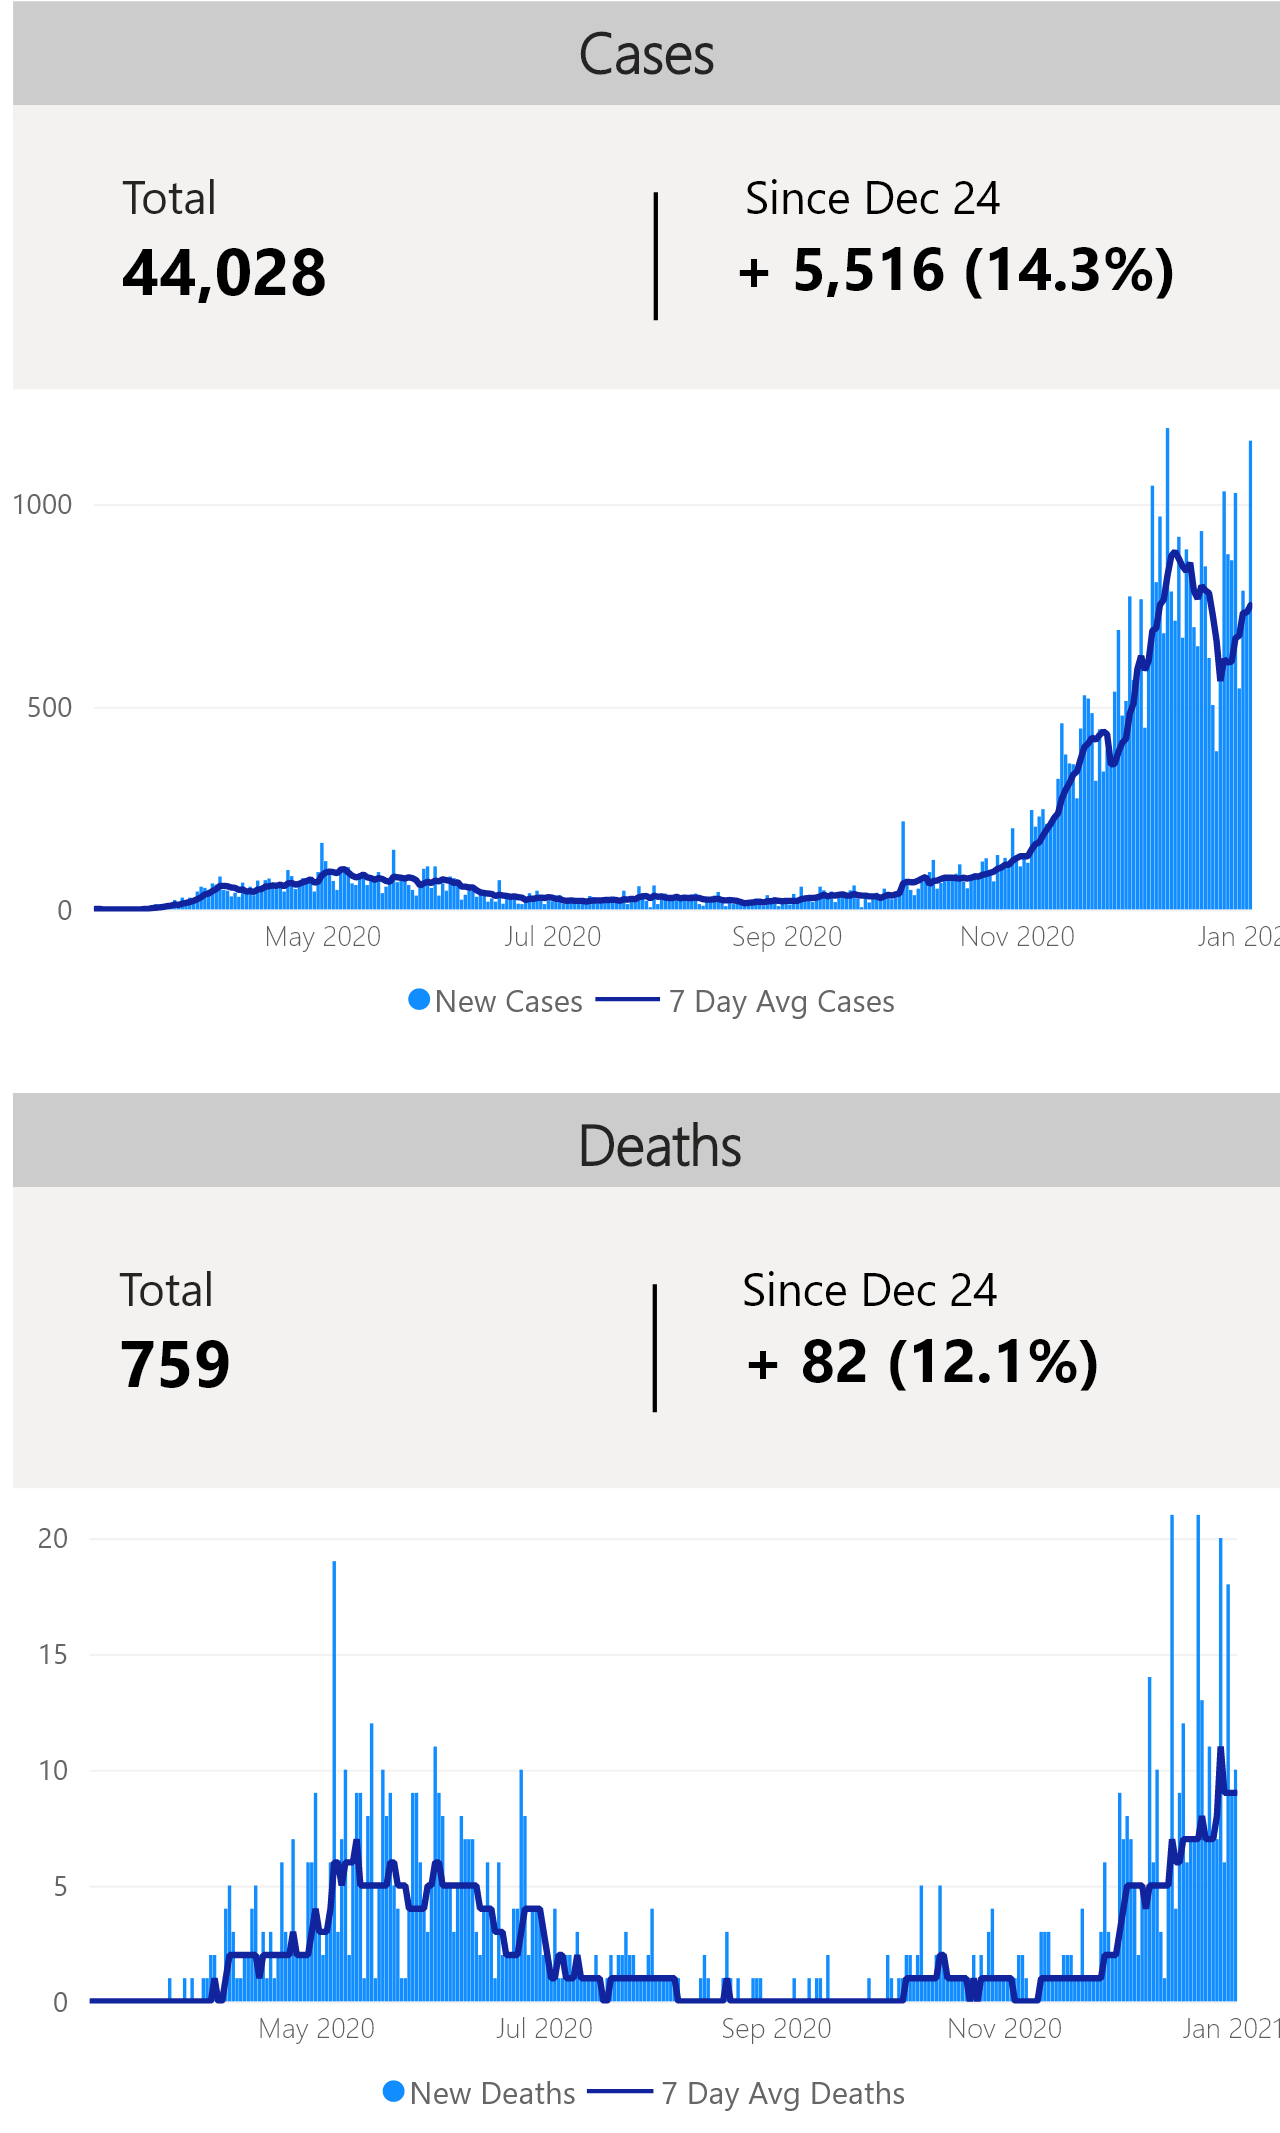 Cases
Total
Since Dec 24
44,028
+ 5,516 (14.3%)
1000
500
0
May 2020
Jul 2020
Sep 2020
Nov 2020
Jan 202
New Cases
7 Day Avg Cases
Deaths
Total
Since Dec 24
759
+ 82 (12.1%)
20
15
10
5
0
May 2020
Jul 2020
Sep 2020
Nov 2020
Jan 2021
New Deaths
7 Day Avg Deaths